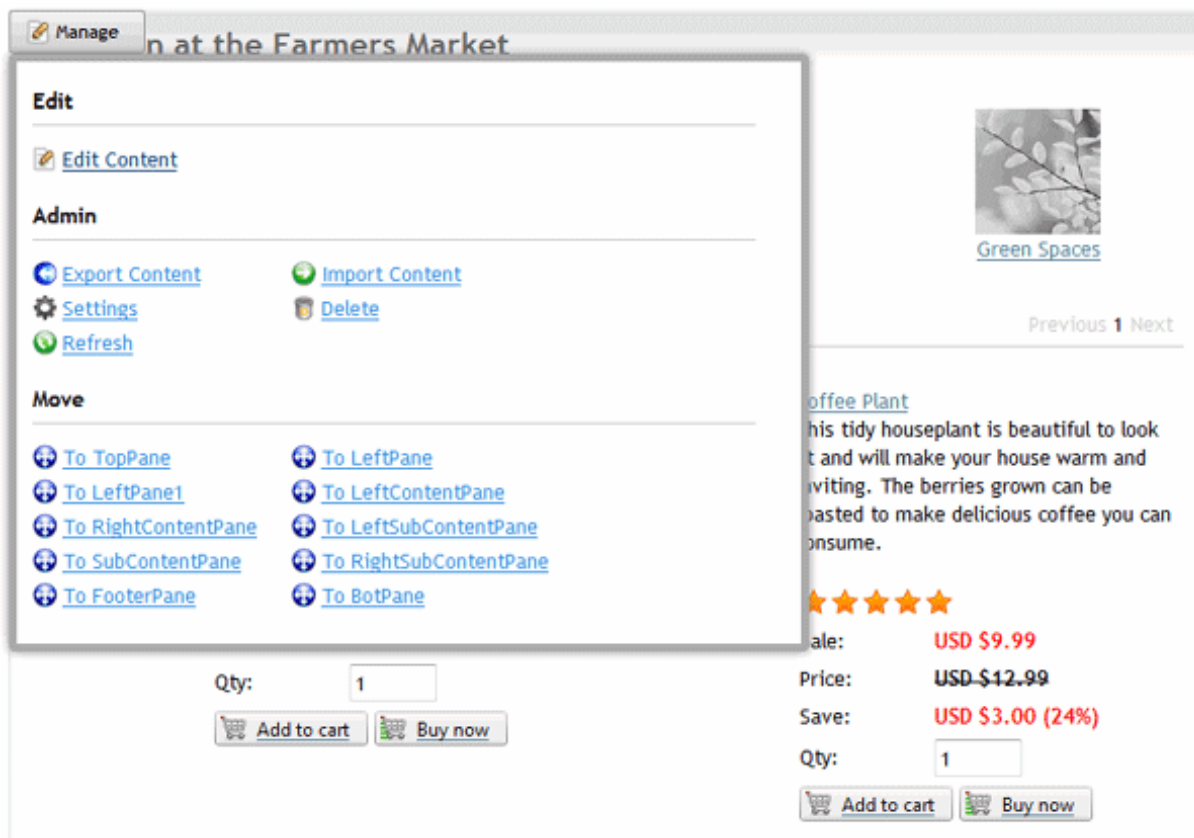 Manage
n at the Farmers Market
Edit
Edit Content
Admin
Export Content Import Content
Settings Delete
Refresh
Move
To TopPane To LeftPane
To LeftPane1 To LeftContentPane
To RightContentPane To LeftSubContentPane
To SubContentPane To RightSubContentPane
To FooterPane To BotPane
Green Spaces
Previous 1 Next
offee Plant
his tidy houseplant is beautiful to look
t and will make your house warm and
viting. The berries grown can be
oasted to make delicious coffee you can
onsume.
ale: USD $9.99
Price: USD $12.99
Save: USD $3.00 (24%)
Qty: 1
Add to cart Buy now
Qty: 1
Add to cart Buy now